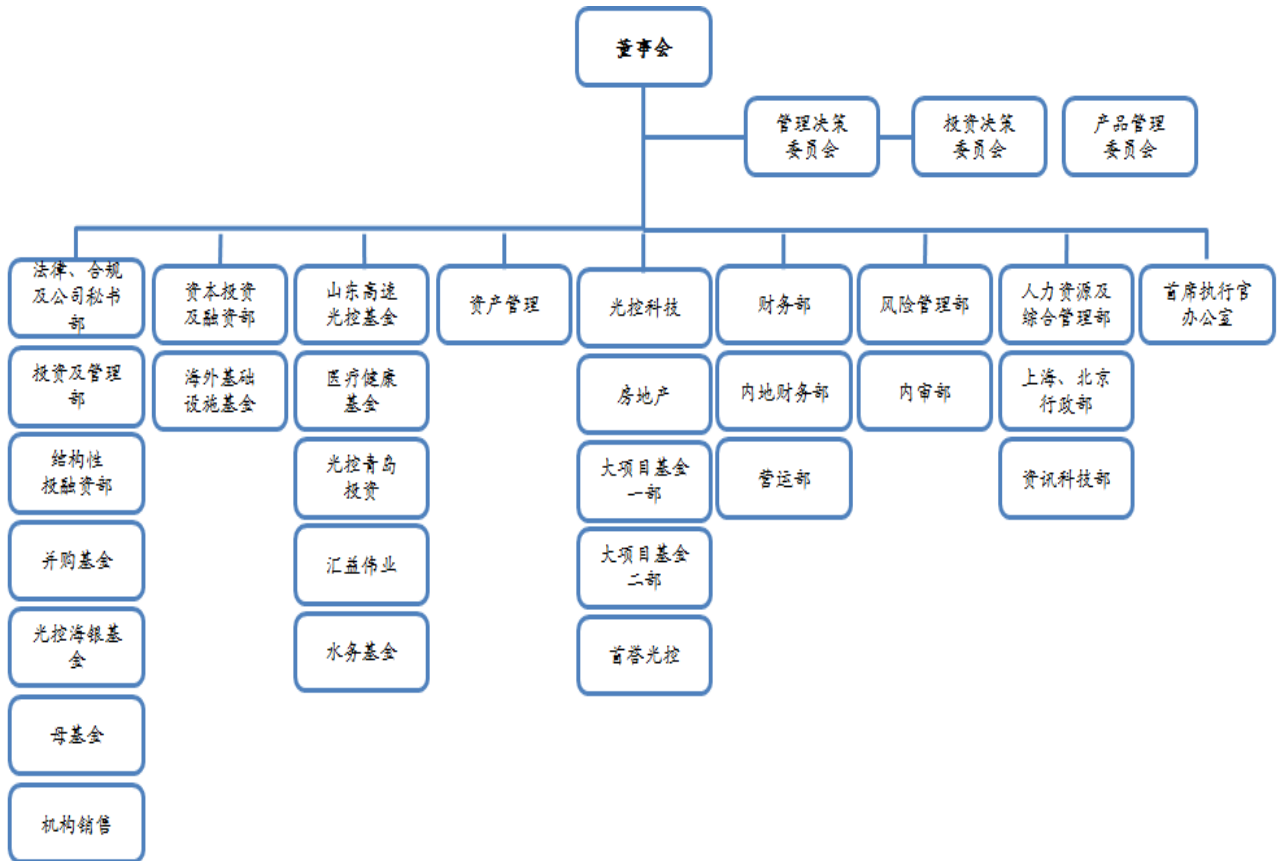 董事会
管理决策
委员会
投资决策
委员会
产品管理
委员会
法律、合规
及公司秘书
部
资本投资
及融资部
山东高速
光控基金
资产管理
光控科技
财务部
风险管理部
人力资源及
综合管理部
首席执行官
办公室
投资及管理
部
海外基础
设施基金
医疗健康
基金
房地产
内地财务部
内审部
上海、北京
行政部
结构性
投融资部
光控青岛
投资
大项目基金
一部
营运部
资讯科技部
并购基金
汇益伟业
大项目基金
二部
光控海银基
金
水务基金
首誉光控
母基金
机构销售